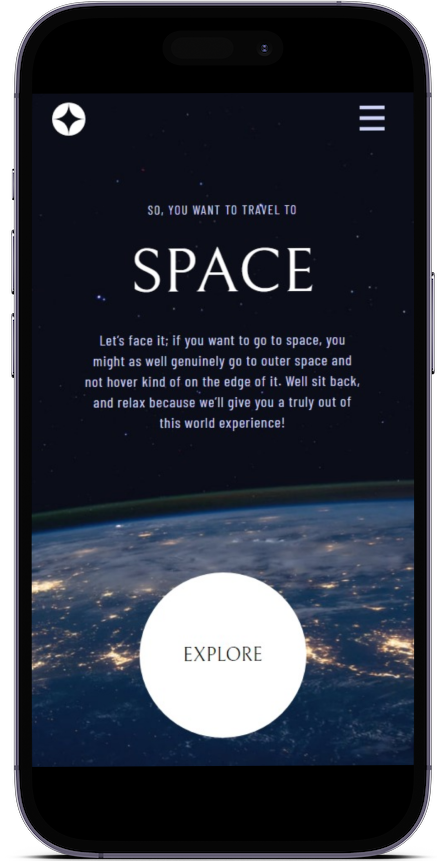 SO, YOU WANT TO TRAVEL TO
SPACE
Let's face it; if you want to go to space, you
might as well genuinely go to outer space and
not hover kind of on the edge of it. Well sit back,
and relax because we'll give you a truly out of
this world experience!
EXPLORE